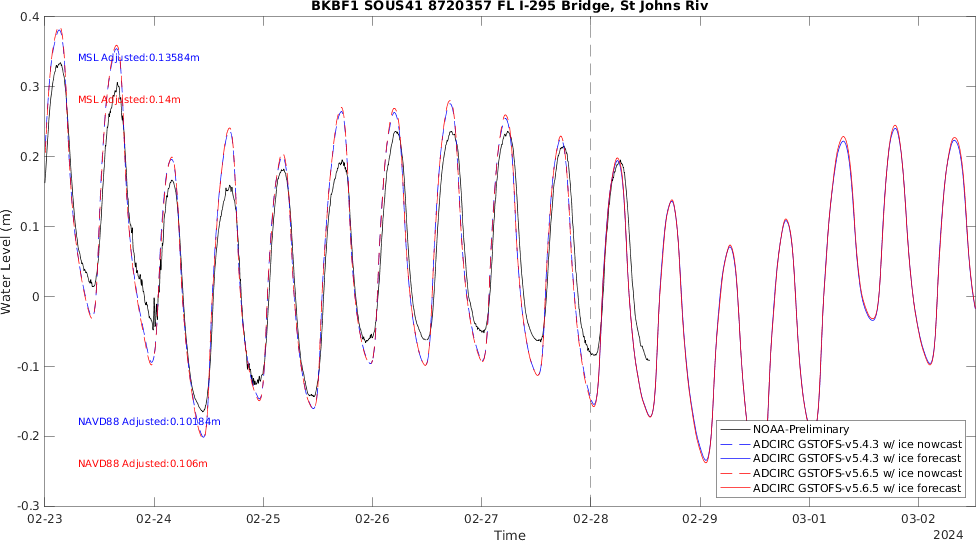 BKBF1 SOUS41 8720357 FL I-295 Bridge, St Johns Riv
0.4
MSL Adjusted:0.13584m
0.3
MSL Adjusted:0.14m
0.2
0.1
Water Level (m)
0
-0.1
-0.2
NAVD88 Adjusted:0.10184m
NAVD88 Adjusted:0.106m
-0.3
NOAA-Preliminary
ADCIRC GSTOFS-v5.4.3 w/ ice nowcast
ADCIRC GSTOFS-v5.4.3 w/ ice forecast
ADCIRC GSTOFS-v5.6.5 w/ ice nowcast
ADCIRC GSTOFS-v5.6.5 w/ ice forecast
02-23 02-24 02-25 02-26 02-27 02-28 02-29 03-01 03-02
Time
2024